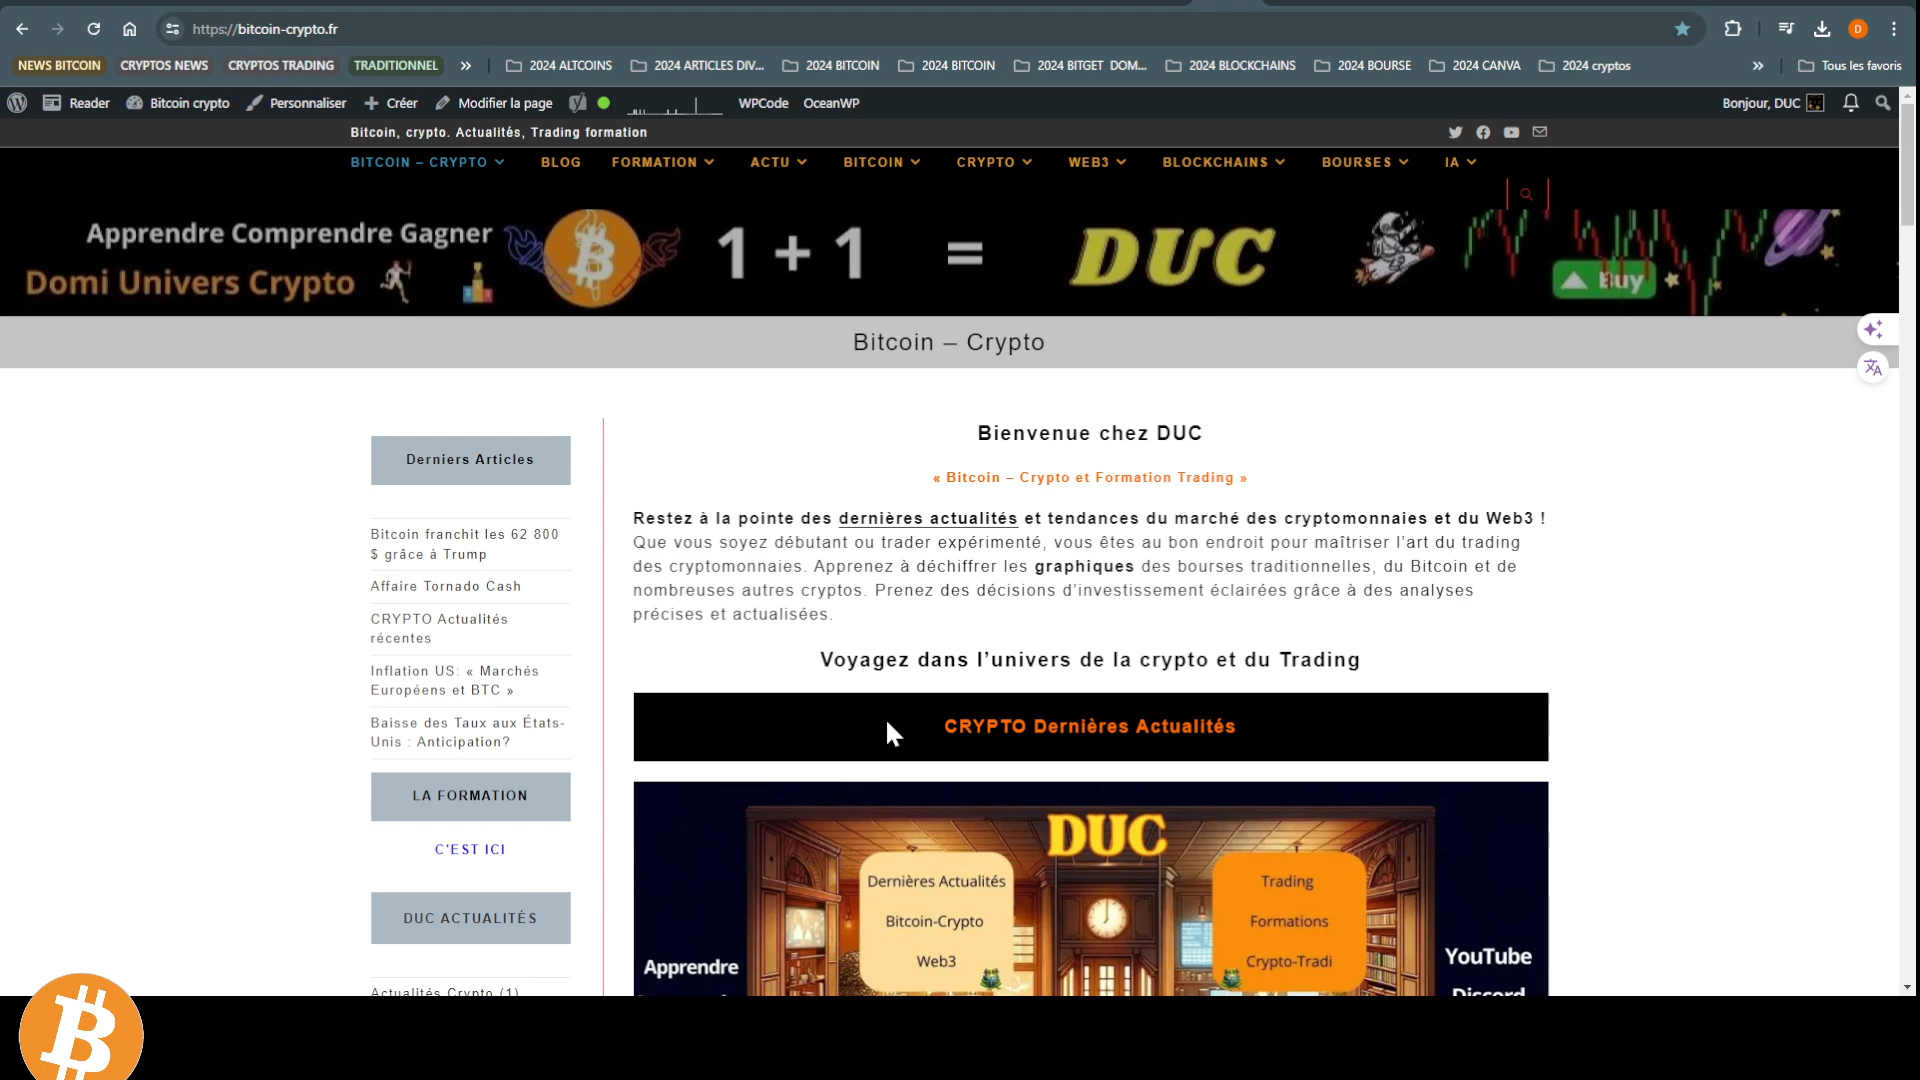 https://bitcoin-crypto.fr
D
NEWS BITCOIN CRYPTOS NEWS CRYPTOS TRADING TRADITIONNEL » 2024 ALTCOINS 2024 ARTICLES DIV... 2024 BITCOIN 2024 BITCOIN 2024 BITGET DOM... 2024 BLOCKCHAINS 2024 BOURSE 2024 CANVA 2024 cryptos » Tous les favoris
Reader Bitcoin crypto Personnaliser Créer Modifier la page WPCode OceanWP Bonjour, DUC
Bitcoin, crypto. Actualités, Trading formation
BITCOIN – CRYPTO BLOG FORMATION ACTU BITCOIN CRYPTO WEB3 BLOCKCHAINS BOURSES IA
Apprendre Comprendre Gagner
Domi Univers Crypto
1 + 1 = DUC
Buy
Bitcoin – Crypto
Derniers Articles
Bitcoin franchit les 62 800
$ grâce à Trump
Affaire Tornado Cash
CRYPTO Actualités
récentes
Inflation US: « Marchés
Européens et BTC »
Baisse des Taux aux États-
Unis : Anticipation?
LA FORMATION
C'EST ICI
DUC ACTUALITÉS
Actualités Crypto (1)
Bienvenue chez DUC
« Bitcoin – Crypto et Formation Trading »
Restez à la pointe des dernières actualités et tendances du marché des cryptomonnaies et du Web3 !
Que vous soyez débutant ou trader expérimenté, vous êtes au bon endroit pour maîtriser l’art du trading
des cryptomonnaies. Apprenez à déchiffrer les graphiques des bourses traditionnelles, du Bitcoin et de
nombreuses autres cryptos. Prenez des décisions d’investissement éclairées grâce à des analyses
précises et actualisées.
Voyagez dans l’univers de la crypto et du Trading
CRYPTO Dernières Actualités
DUC
Dernières Actualités
Bitcoin-Crypto
Web3
Trading
Formations
Crypto-Tradi
Apprendre
YouTube
Discord